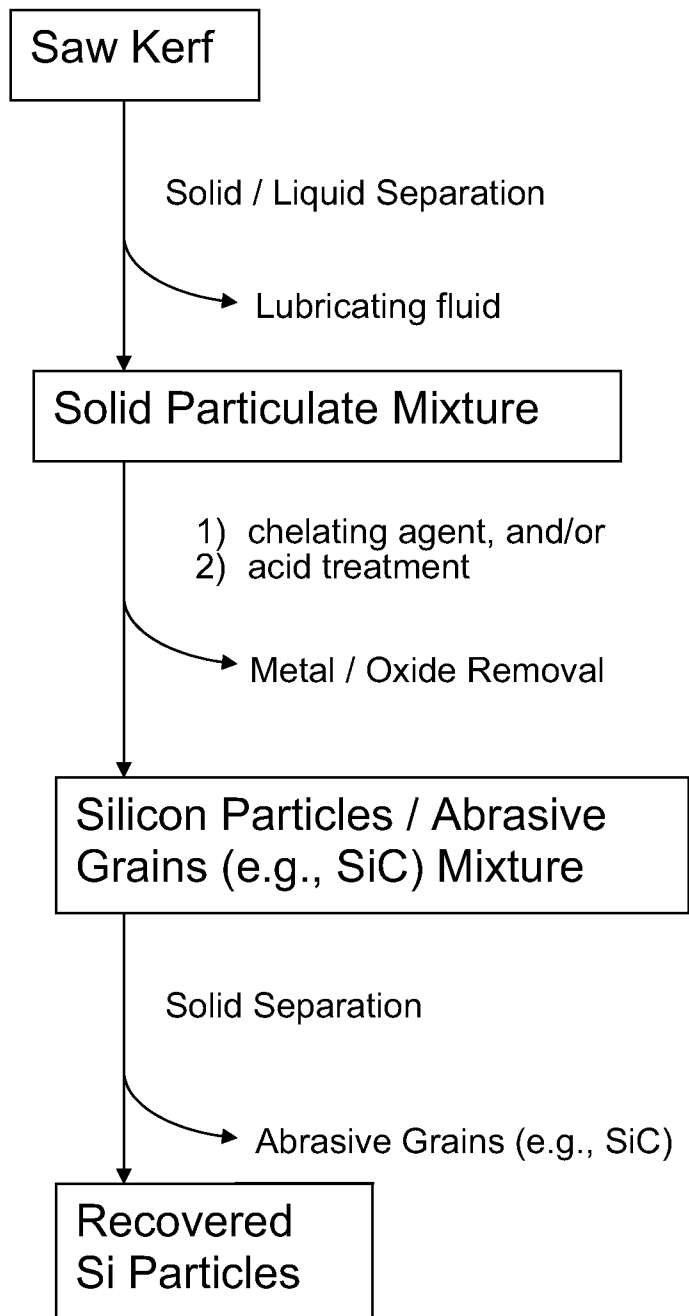 Saw Kerf
Solid / Liquid Separation
Lubricating fluid
Solid Particulate Mixture
1) chelating agent, and/or
2) acid treatment
Metal / Oxide Removal
Silicon Particles / Abrasive
Grains (e.g., SiC) Mixture
Solid Separation
Abrasive Grains (e.g., SiC)
Recovered
Si Particles